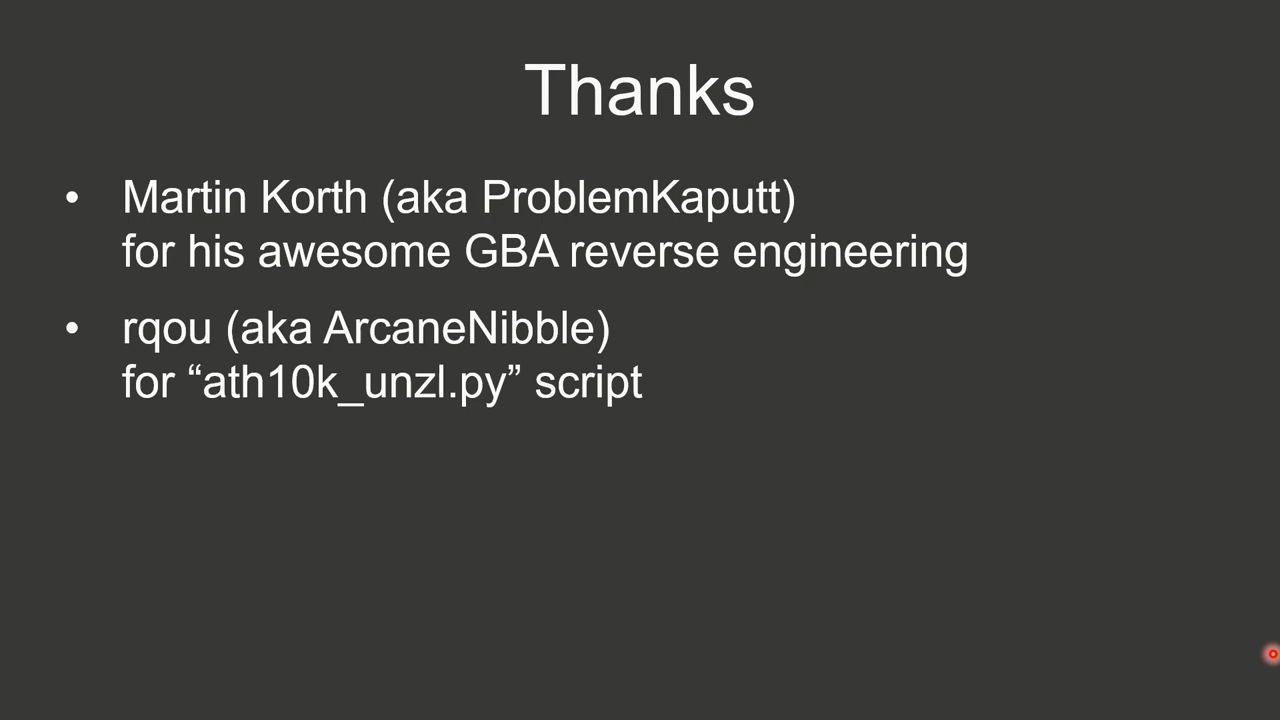 Thanks
• Martin Korth (aka ProblemKaputt)
for his awesome GBA reverse engineering
• rqou (aka ArcaneNibble)
for “ath10k_unzl.py” script